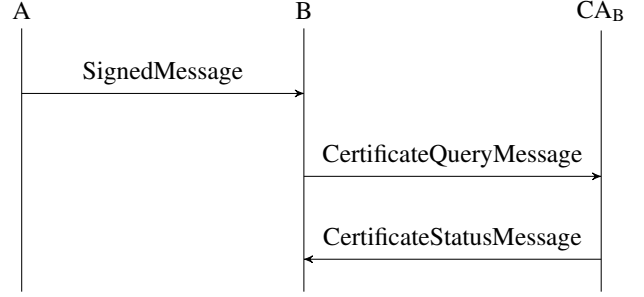 A B CA_B
SignedMessage
CertificateQueryMessage
CertificateStatusMessage